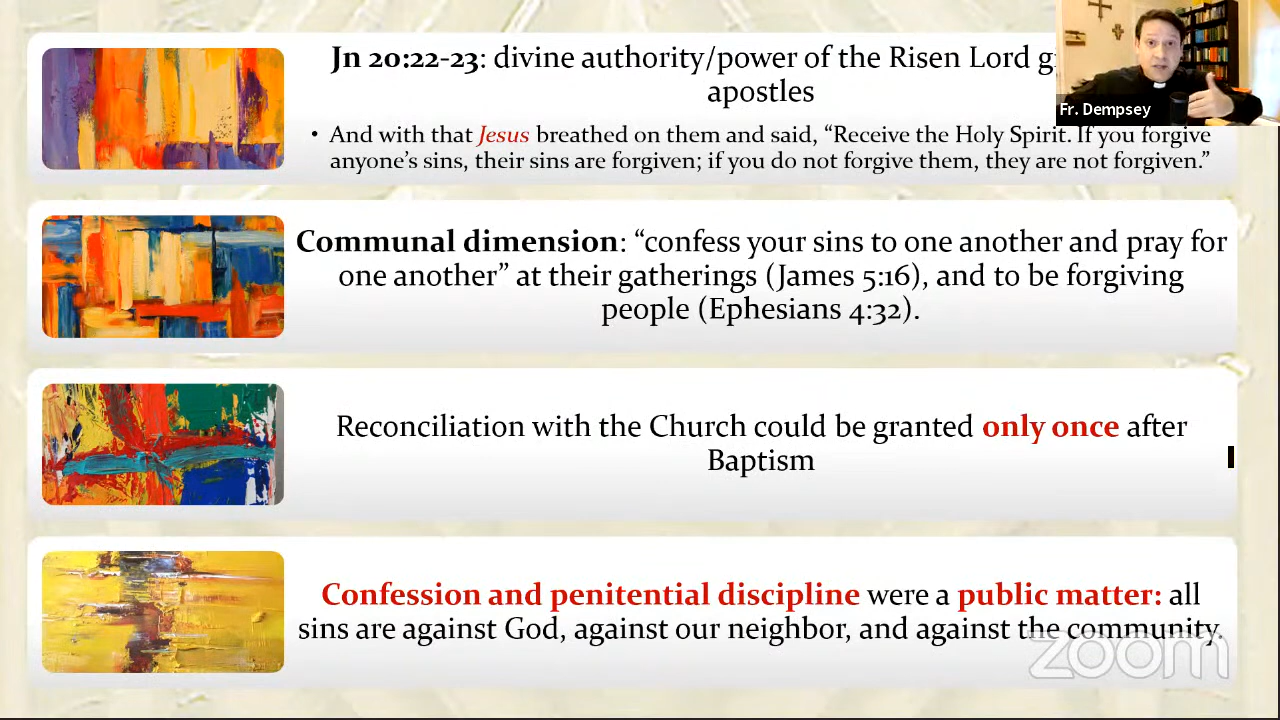 Jn 20:22-23: divine authority/power of the Risen Lord
apostles
• And with that Jesus breathed on them and said, “Receive the Holy Spirit. If you forgive
anyone’s sins, their sins are forgiven; if you do not forgive them, they are not forgiven.”
Fr. Dempsey
Communal dimension: “confess your sins to one another and pray for
one another” at their gatherings (James 5:16), and to be forgiving
people (Ephesians 4:32).
Reconciliation with the Church could be granted only once after
Baptism
Confession and penitential discipline were a public matter: all
sins are against God, against our neighbor, and against the community.
zoom